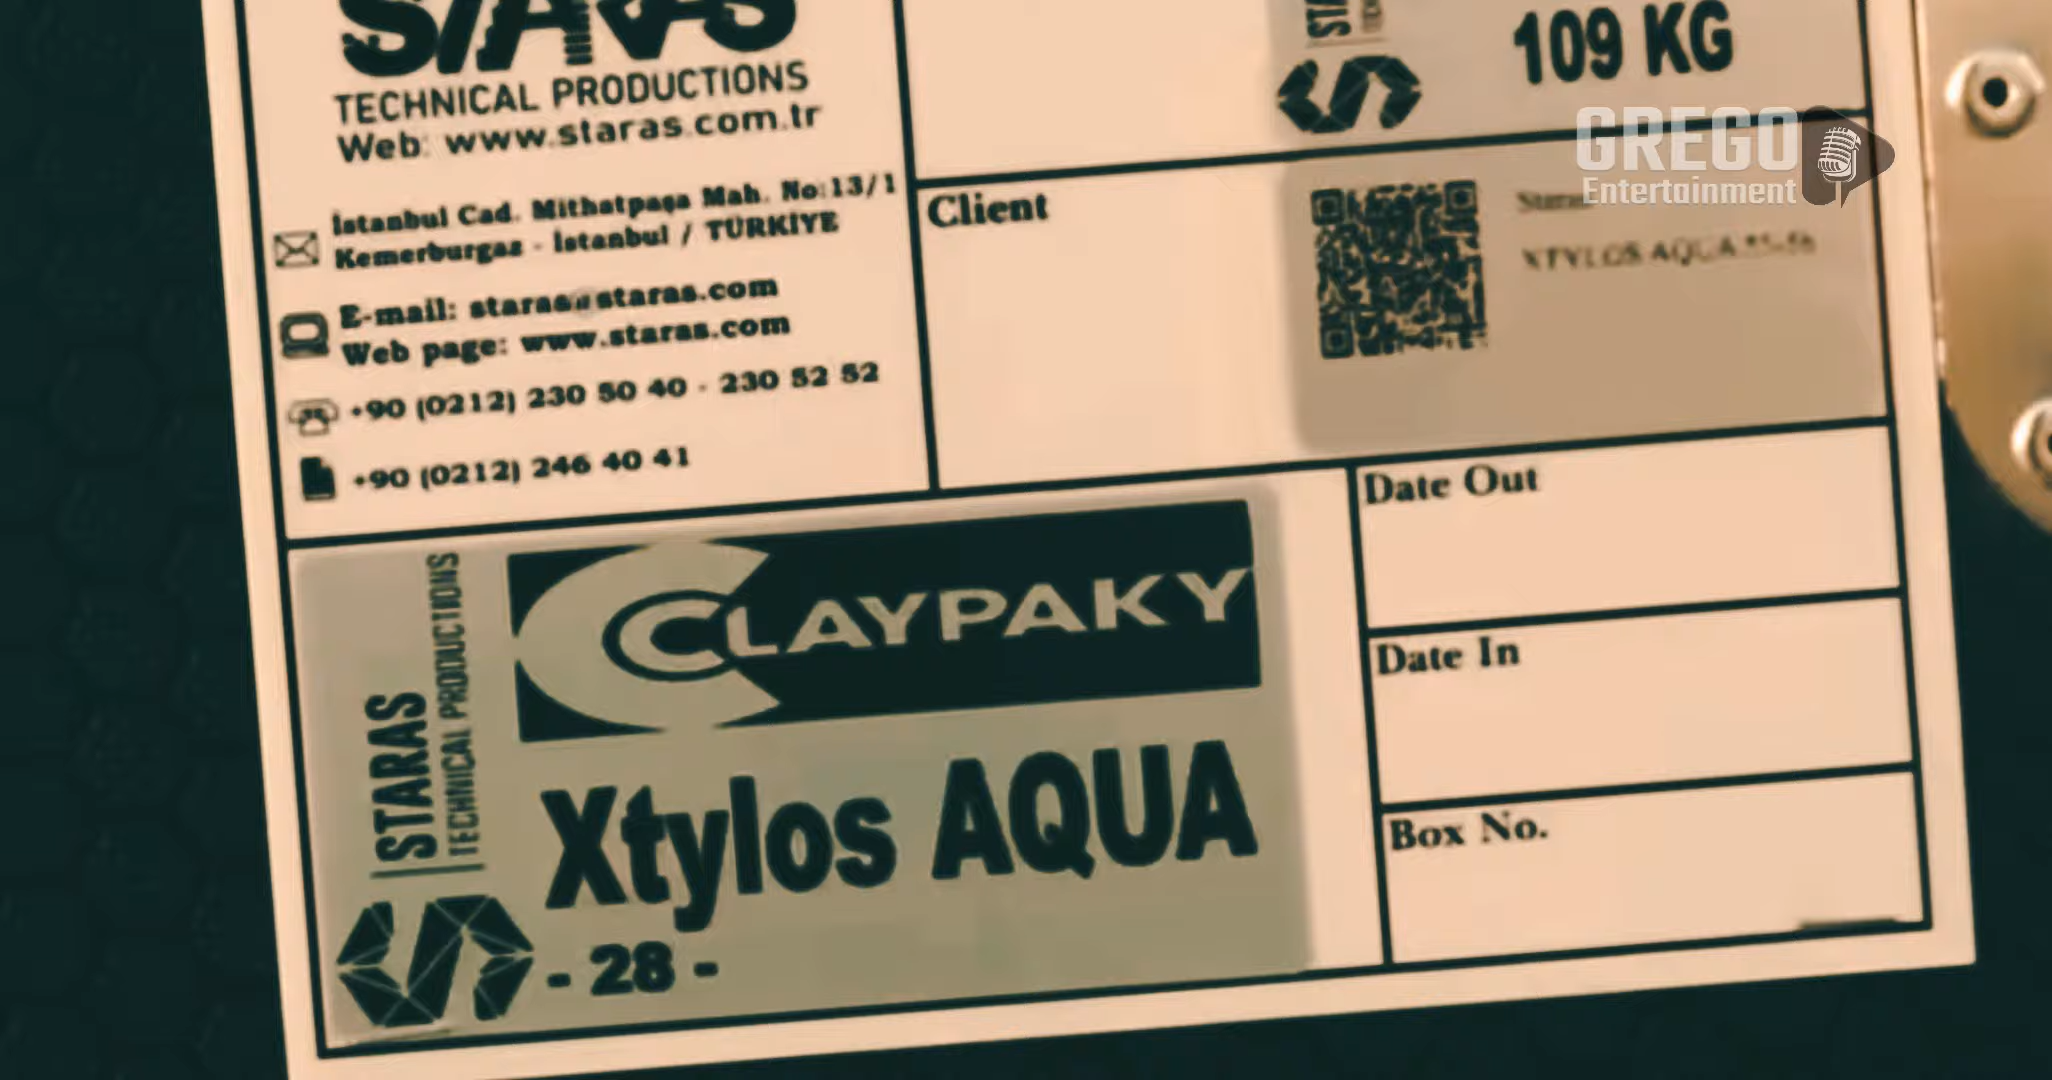 STARAS
TECHNICAL PRODUCTIONS
Web: www.staras.com.tr
İstanbul Cad. Mithatpaşa Mah. No:13/1
Kemerburgaz - İstanbul / TÜRKİYE
E-mail: staras@staras.com
Web page: www.staras.com
+90 (0212) 230 50 40 - 230 52 52
+90 (0212) 246 40 41
109 KG
GREGO
Entertainment
Client
XTYLOS AQUA
Date Out
Date In
Box No.
STARAS
TECHNICAL PRODUCTIONS
CLAYPAKY
Xtylos AQUA
- 28 -